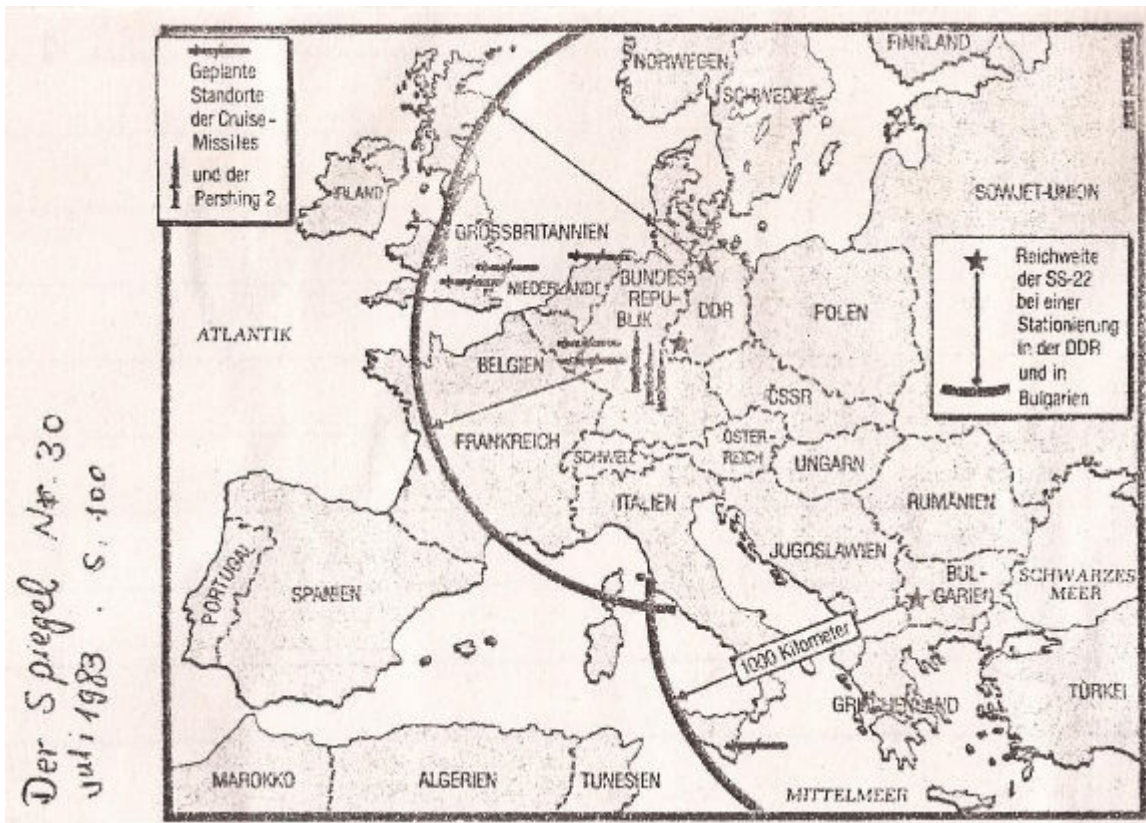 Geplante
Standorte
der Cruise-
Missiles
und der
Pershing 2
NORWEGEN
SCHWEDEN
FINNLAND
SOWJET-UNION
IRLAND
GROSSBRITANNIEN
NIEDERLANDE
BUNDES-
REPU-
BLIK
DDR
POLEN
Reichweite
der SS-22
bei einer
Stationierung
in der DDR
und in
Bulgarien
ATLANTIK
BELGIEN
ČSSR
FRANKREICH
SCHWEIZ
ÖSTER-
REICH
UNGARN
ITALIEN
RUMÄNIEN
JUGOSLAWIEN
BUL-
GARIEN
SCHWARZES
MEER
PORTUGAL
SPANIEN
1000 Kilometer
GRIECHENLAND
TÜRKEI
MAROKKO
ALGERIEN
TUNESIEN
MITTELMEER
Der Spiegel Nr. 30
Juli 1983 . S. 100